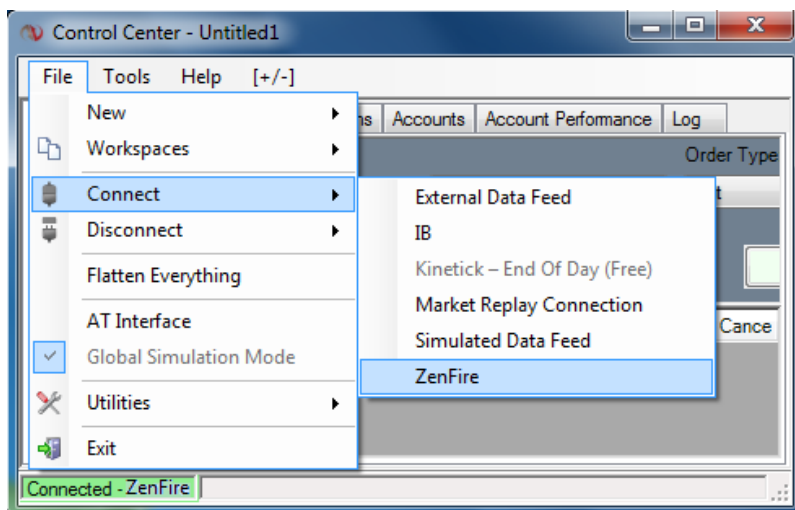 Control Center - Untitled1
File Tools Help [+/-]
New
ns Accounts Account Performance Log
Workspaces
Order Type
Connect
External Data Feed
t
Disconnect
IB
Flatten Everything
Kinetick – End Of Day (Free)
AT Interface
Market Replay Connection
Cance
Global Simulation Mode
Simulated Data Feed
ZenFire
Utilities
Exit
Connected - ZenFire